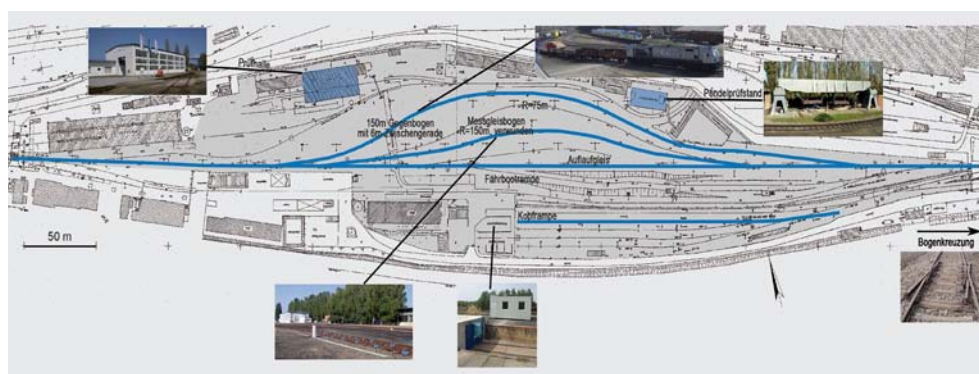 Prüfhalle
Pendelprüfstand
R=75m
150m Gegenbogen
mit 6m Zwischengerade
Meßgleisbogen
R=150m, verwunden
Auflaufgleis
Fährbootrampe
Kopframpe
50 m
Bogenkreuzung